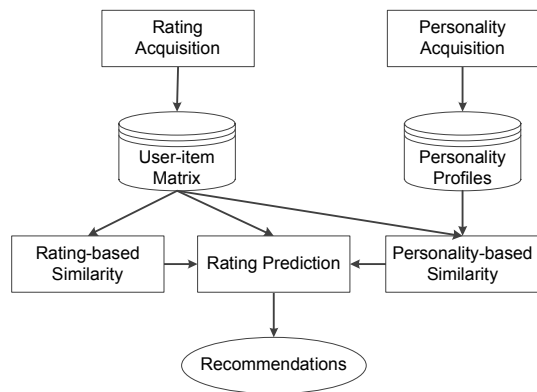 Rating
Acquisition
Personality
Acquisition
User-item
Matrix
Personality
Profiles
Rating-based
Similarity
Rating Prediction
Personality-based
Similarity
Recommendations